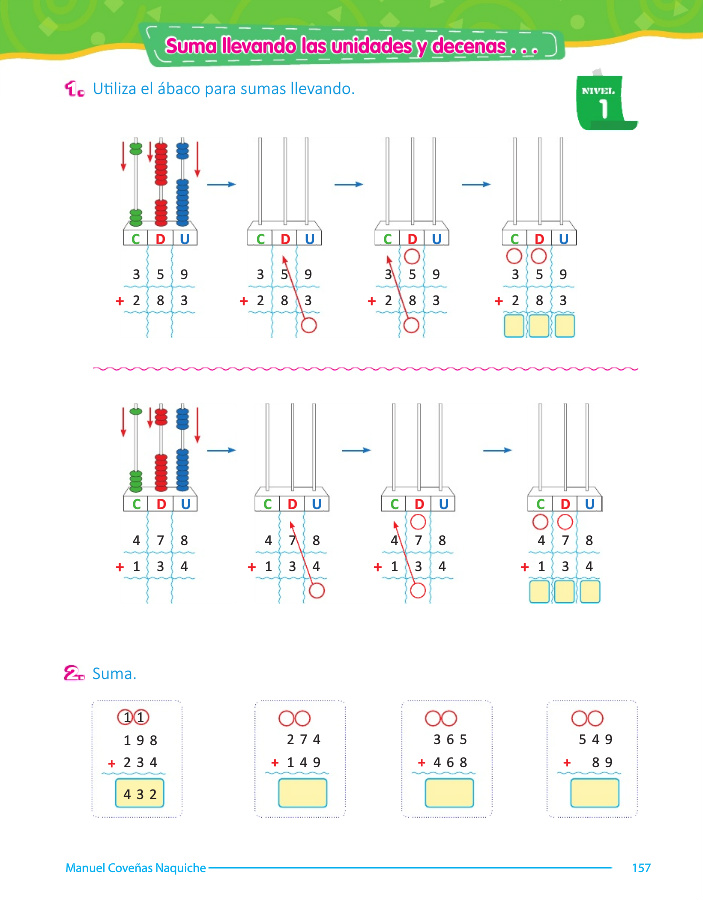 Suma llevando las unidades y decenas . . .
1. Utiliza el ábaco para sumas llevando.
NIVEL
1
C D U C D U C D U C D U
3 5 9 3 5 9 3 5 9 3 5 9
+ 2 8 3 + 2 8 3 + 2 8 3 + 2 8 3
C D U C D U C D U C D U
4 7 8 4 7 8 4 7 8 4 7 8
+ 1 3 4 + 1 3 4 + 1 3 4 + 1 3 4
2. Suma.
1 1
1 9 8 2 7 4 3 6 5 5 4 9
+ 2 3 4 + 1 4 9 + 4 6 8 + 8 9
4 3 2
Manuel Coveñas Naquiche 157